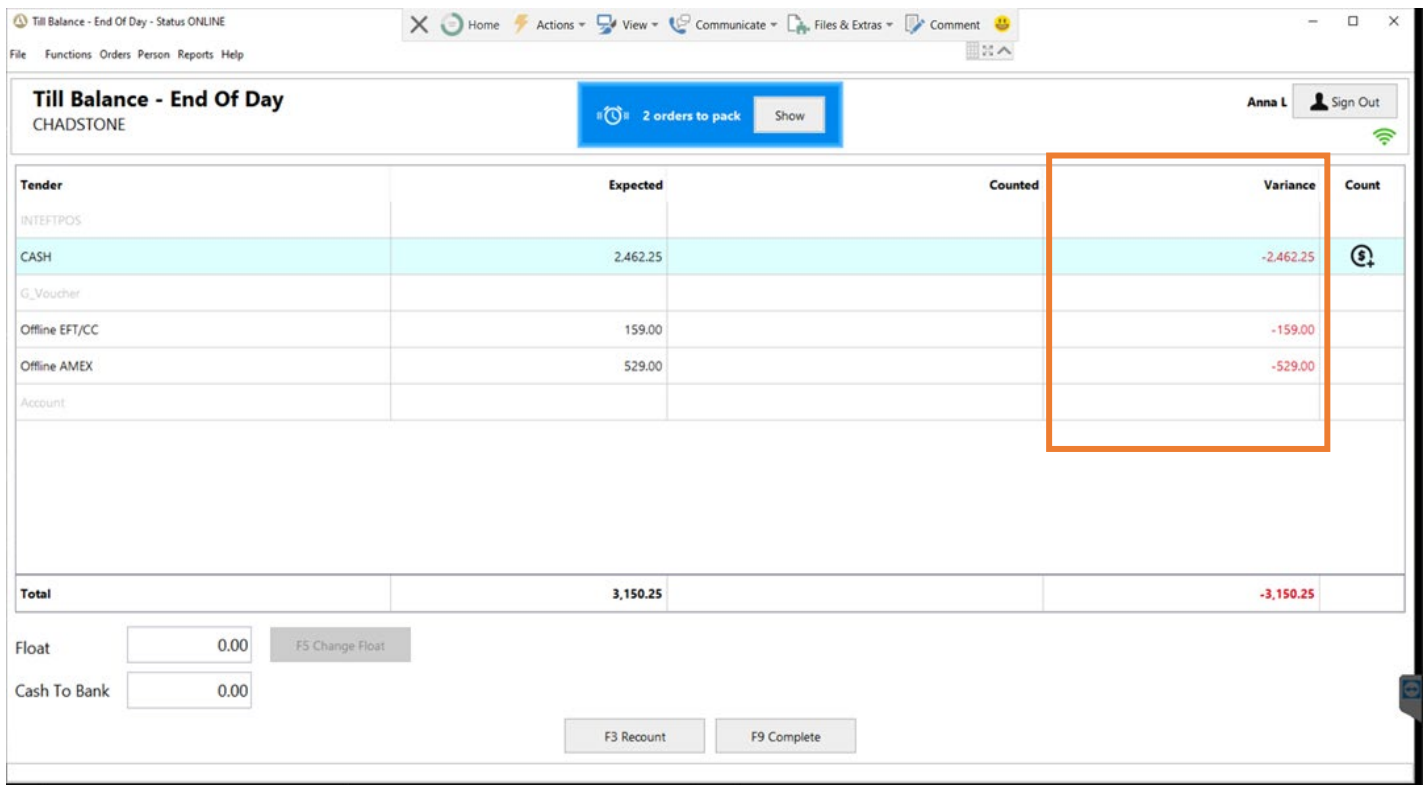 Till Balance - End Of Day - Status ONLINE
Home Actions View Communicate Files & Extras Comment
File Functions Orders Person Reports Help
Till Balance - End Of Day
CHADSTONE
2 orders to pack Show
Anna L Sign Out
Tender Expected Counted Variance Count
INTEFTPOS
CASH 2,462.25 -2,462.25
G_Voucher
Offline EFT/CC 159.00 -159.00
Offline AMEX 529.00 -529.00
Account
Total 3,150.25 -3,150.25
Float 0.00 F5 Change Float
Cash To Bank 0.00
F3 Recount F9 Complete